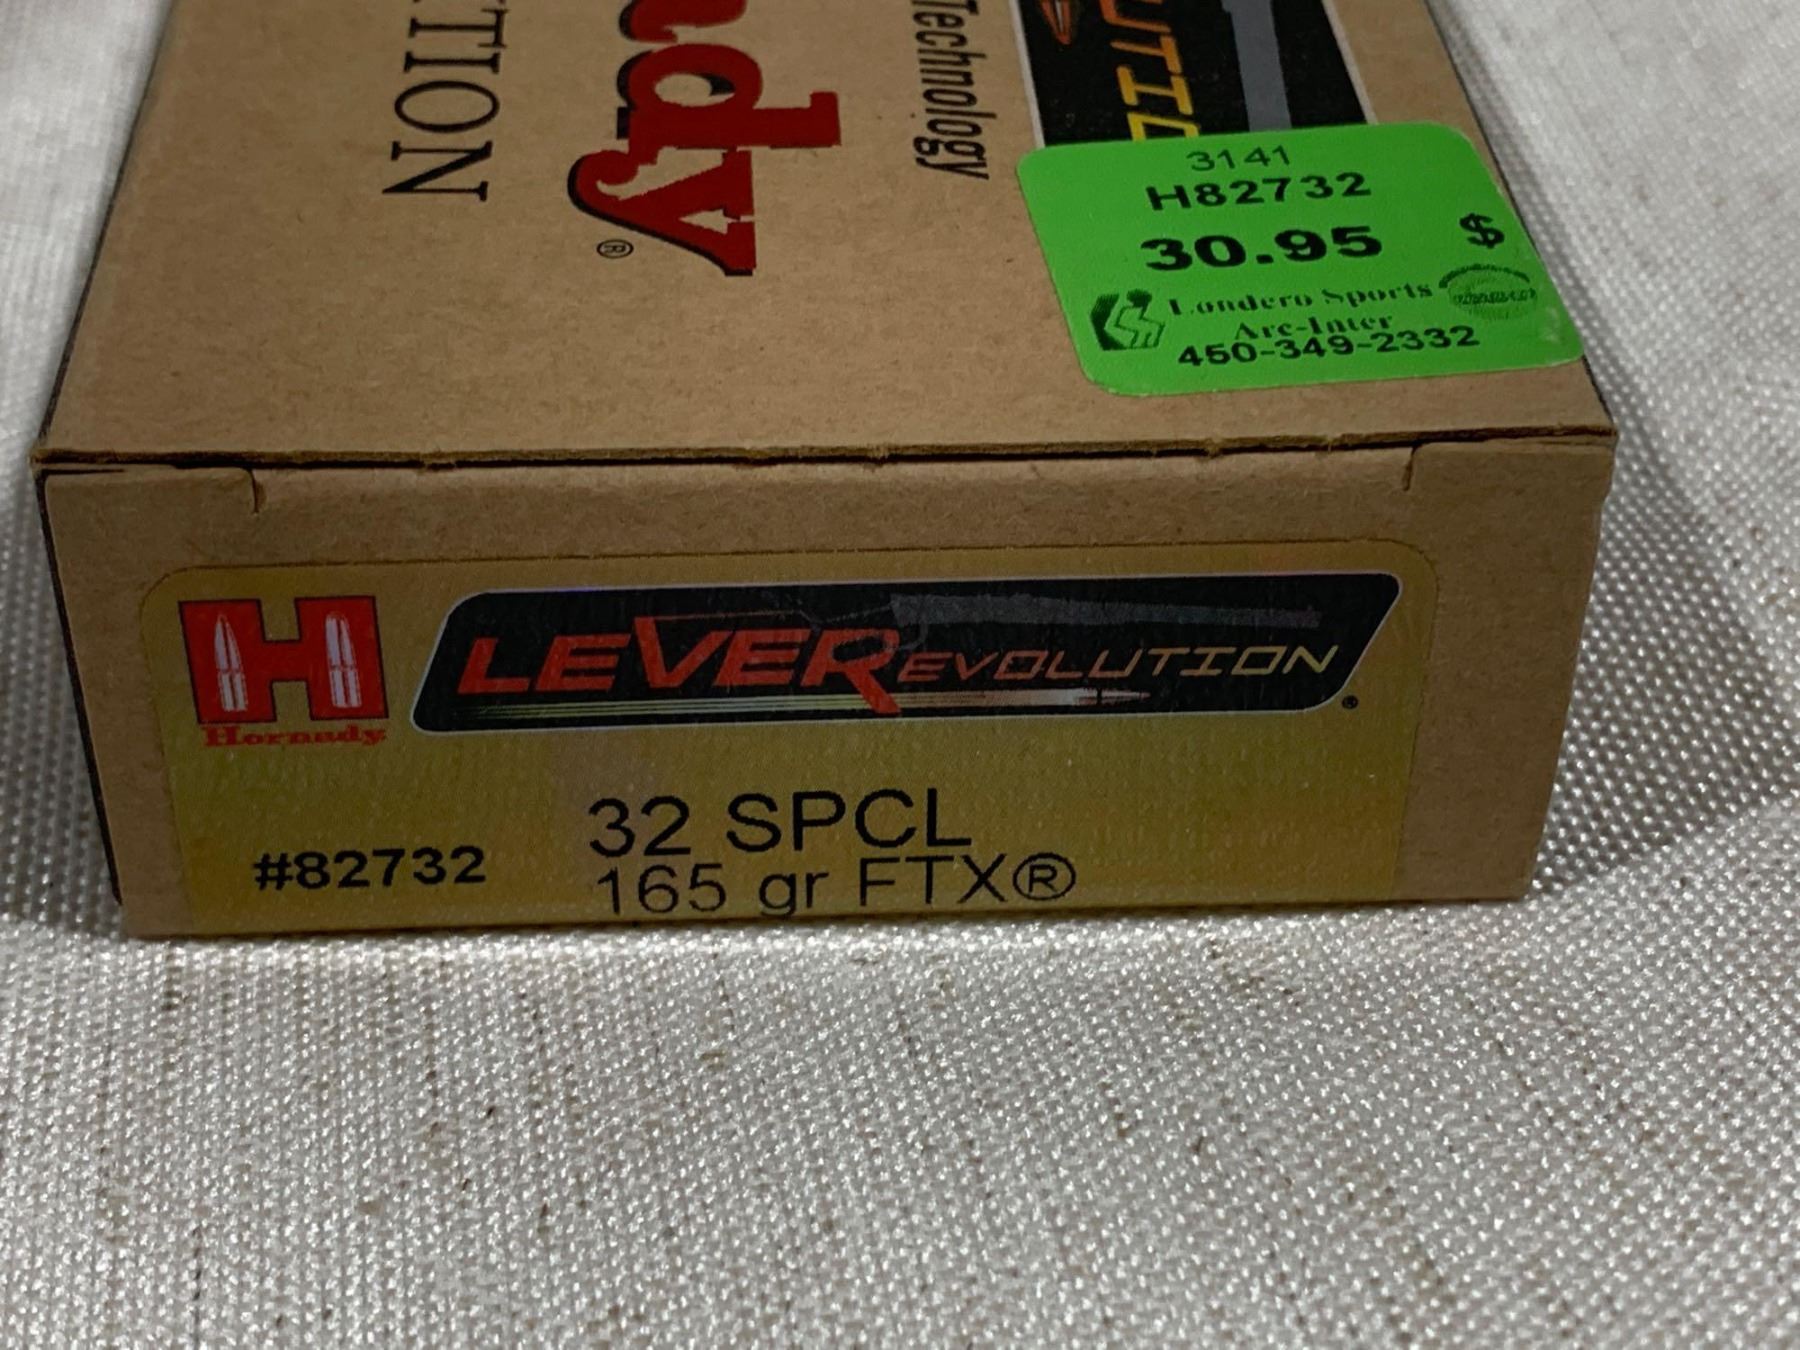 TION
ndy®
Technology
UTIO
3141
H82732
30.95 $
Londero Sports
Arc-Inter
450-349-2332
H
Hornady
LEVEREVOLUTION®
#82732
32 SPCL
165 gr FTX®